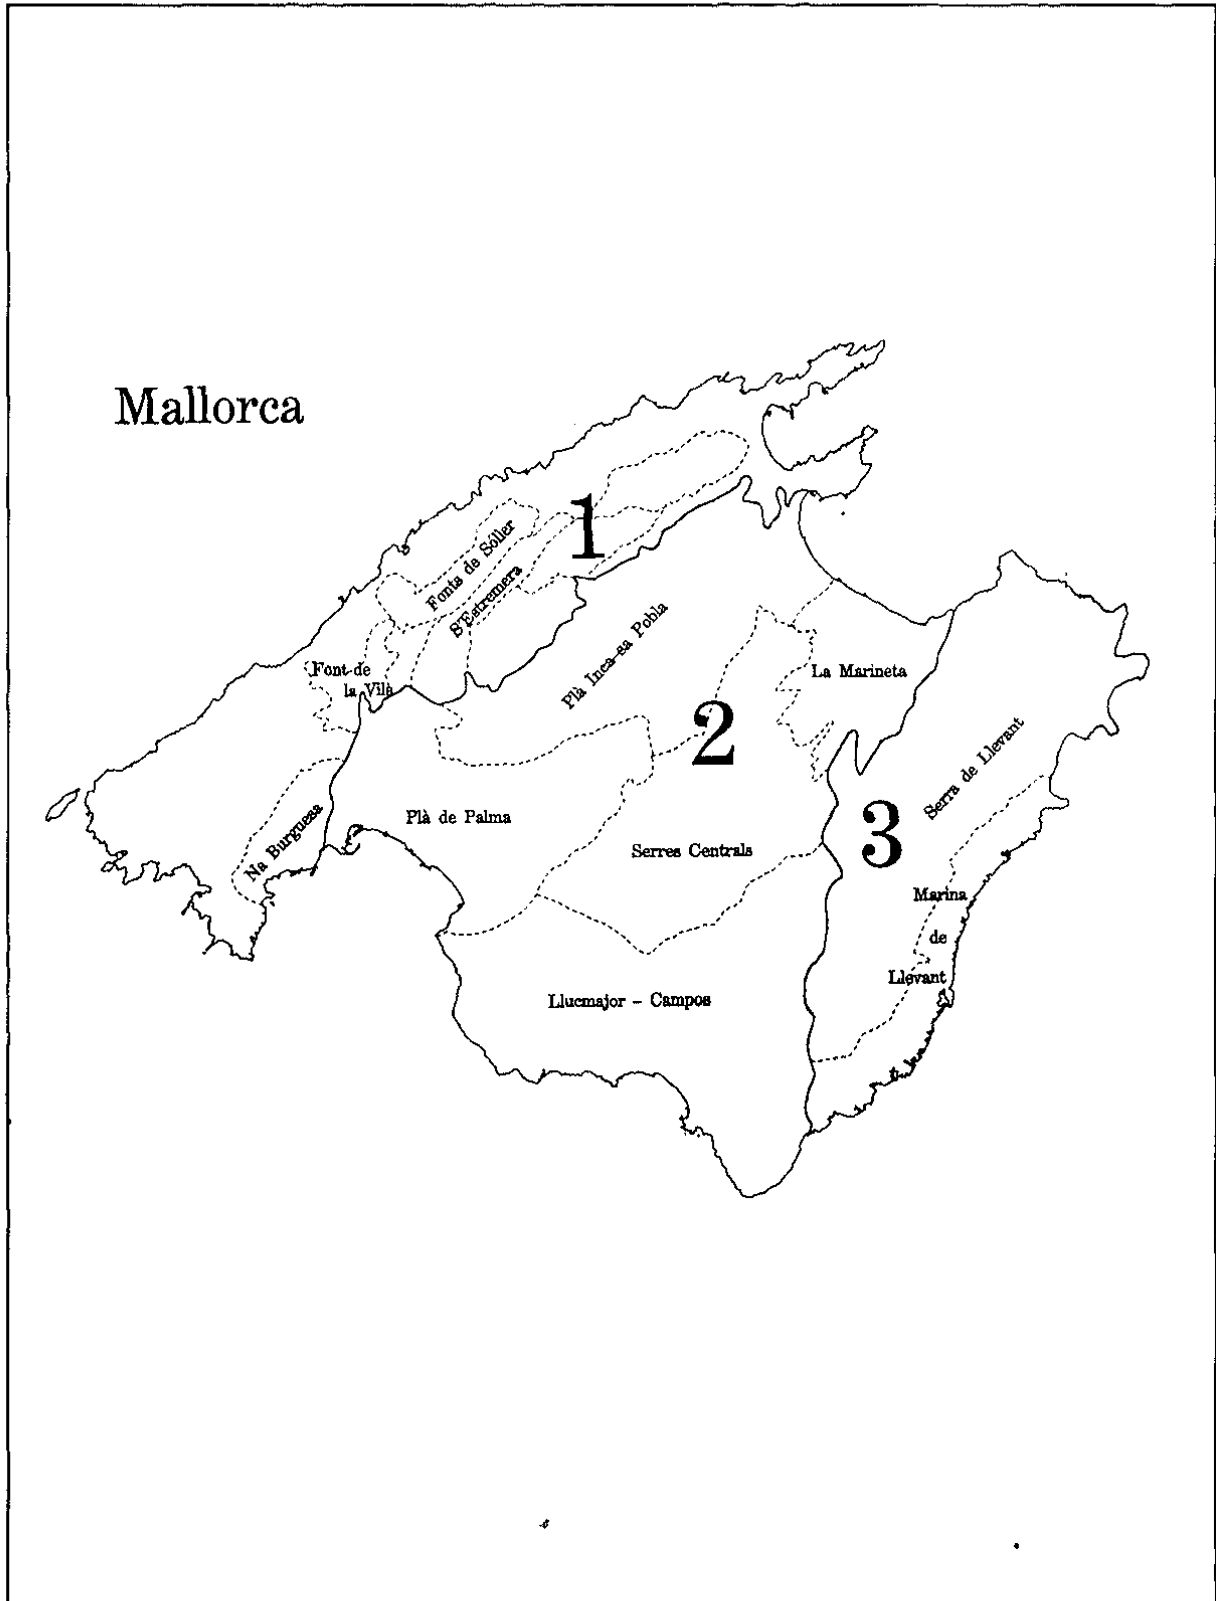 Mallorca
1
Fonts de Sóller
S'Estremera
Plà Inca-sa Pobla
Font de
la Vilà
La Marineta
2
Serra de Llevant
Na Burguesa
Plà de Palma
3
Serres Centrals
Marina
de
Llevant
Llucmajor - Campos